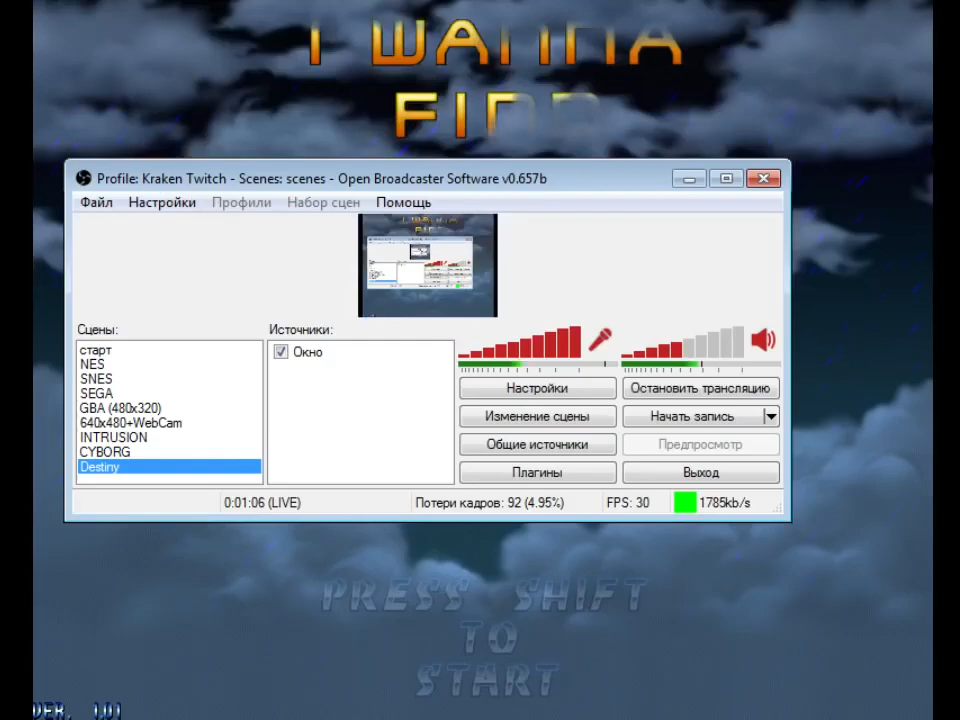 I WANNA
Profile: Kraken Twitch - Scenes: scenes - Open Broadcaster Software v0.657b
Файл Настройки Профили Набор сцен Помощь
Сцены:
старт
NES
SNES
SEGA
GBA (480x320)
640x480+WebCam
INTRUSION
CYBORG
Destiny
Источники:
Окно
Настройки Остановить трансляцию
Изменение сцены Начать запись
Общие источники Предпросмотр
Плагины Выход
0:01:06 (LIVE) Потери кадров: 92 (4.95%) FPS: 30 1785kb/s
PRESS SHIFT
TO
START
VER. 1.01